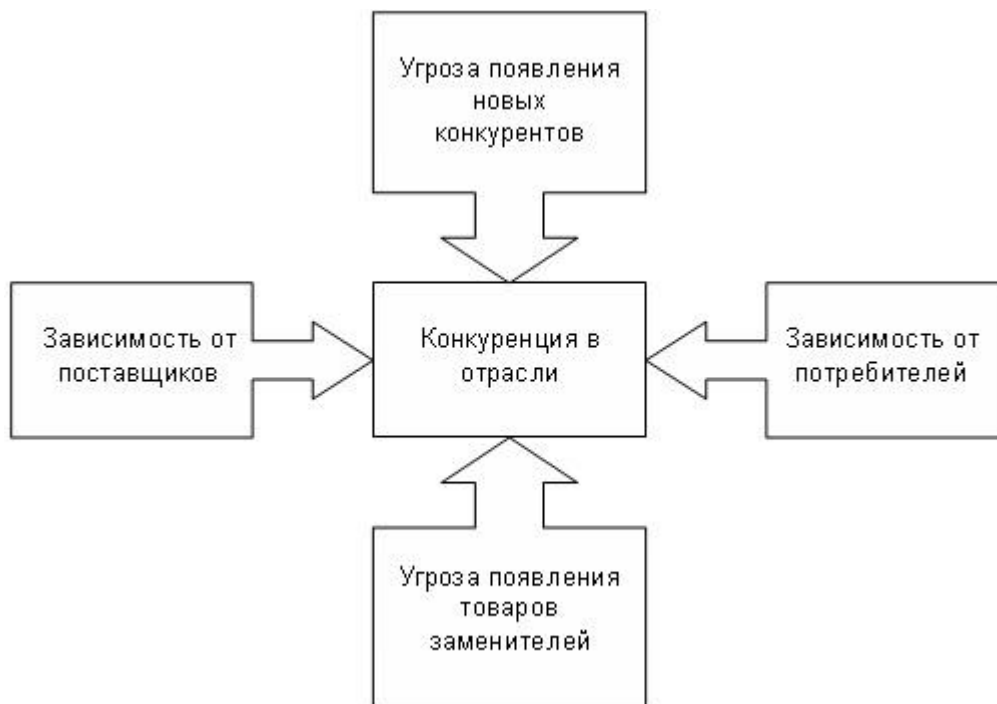 Угроза появления
новых
конкурентов
Зависимость от
поставщиков
Конкуренция в
отрасли
Зависимость от
потребителей
Угроза появления
товаров
заменителей